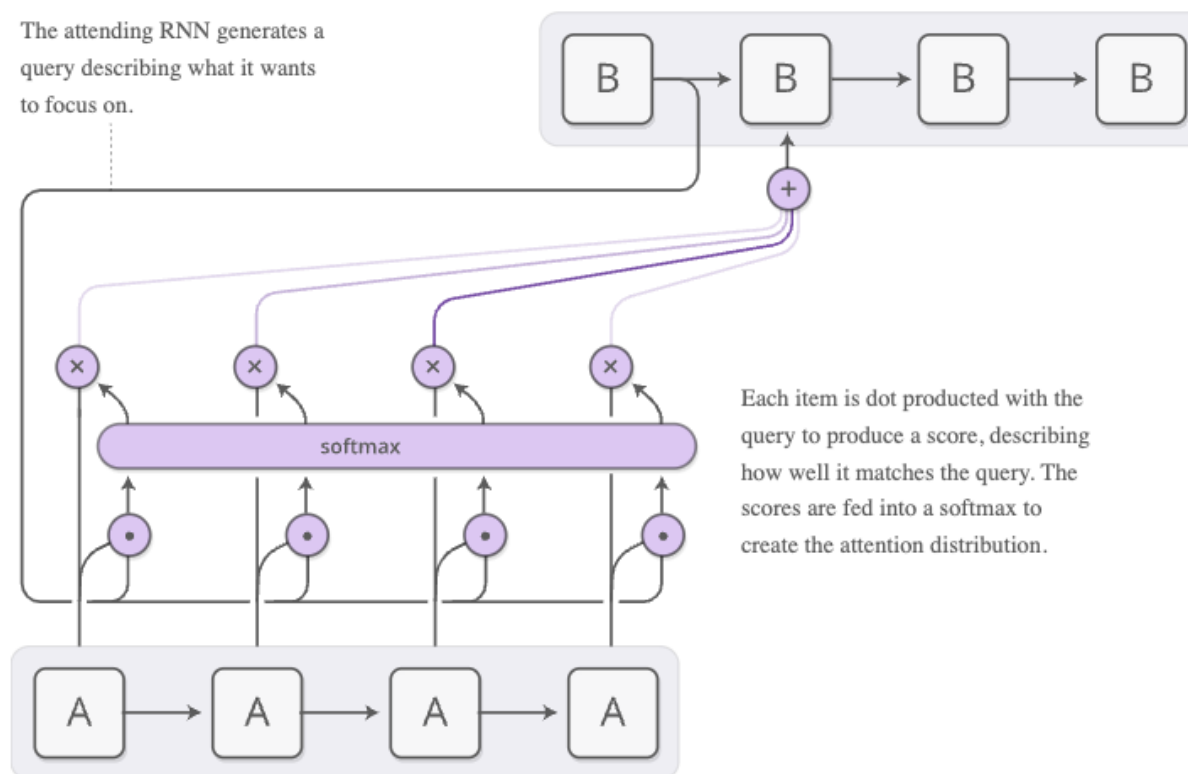 The attending RNN generates a
query describing what it wants
to focus on.
B B B B
+
× × × ×
softmax
Each item is dot producted with the
query to produce a score, describing
how well it matches the query. The
scores are fed into a softmax to
create the attention distribution.
A A A A